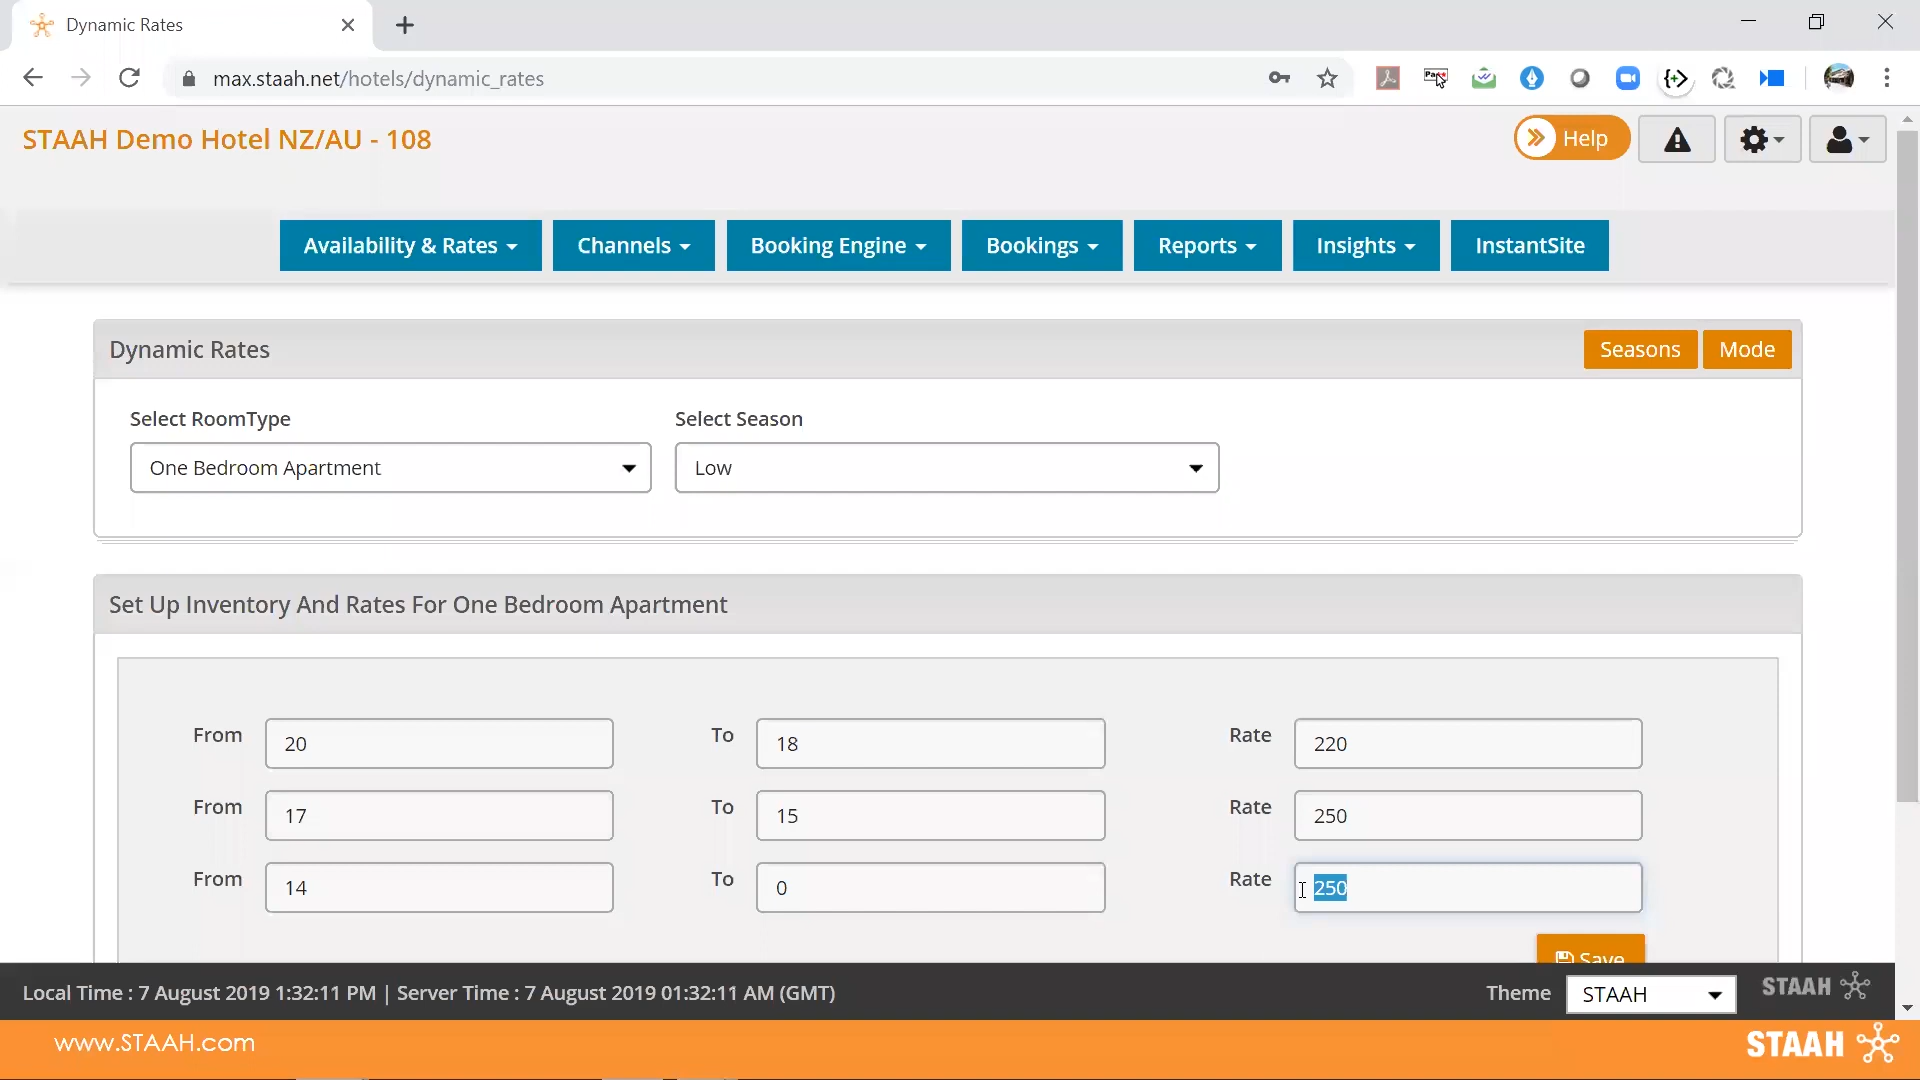 Dynamic Rates
max.staah.net/hotels/dynamic_rates
STAAH Demo Hotel NZ/AU - 108
Help
Availability & Rates
Channels
Booking Engine
Bookings
Reports
Insights
InstantSite
Dynamic Rates
Seasons
Mode
Select RoomType
Select Season
One Bedroom Apartment
Low
Set Up Inventory And Rates For One Bedroom Apartment
From 20 To 18 Rate 220
From 17 To 15 Rate 250
From 14 To 0 Rate 250
Save
Local Time : 7 August 2019 1:32:11 PM | Server Time : 7 August 2019 01:32:11 AM (GMT)
Theme STAAH
STAAH
www.STAAH.com
STAAH